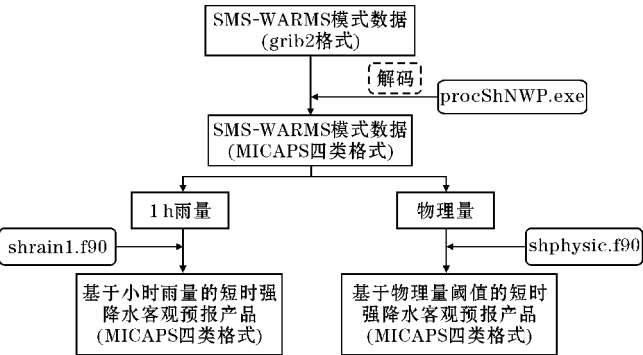 SMS-WARMS模式数据
(grib2格式)
解码
procShNWP.exe
SMS-WARMS模式数据
(MICAPS四类格式)
1h雨量
物理量
shrain1.f90
shphysic.f90
基于小时雨量的短时强
降水客观预报产品
(MICAPS四类格式)
基于物理量阈值的短时
强降水客观预报产品
(MICAPS四类格式)